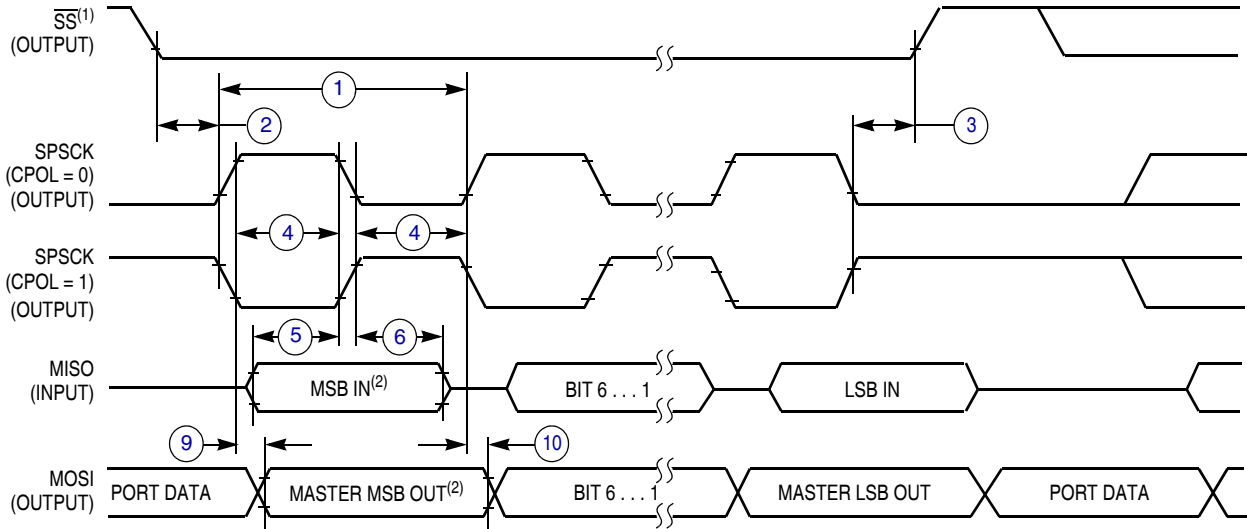 SS(1)
(OUTPUT)
1
2
3
SPSCK
(CPOL = 0)
(OUTPUT)
4 4
SPSCK
(CPOL = 1)
(OUTPUT)
5 6
MISO
(INPUT)
MSB IN(2) BIT 6 . . . 1 LSB IN
9 10
MOSI
(OUTPUT)
PORT DATA MASTER MSB OUT(2) BIT 6 . . . 1 MASTER LSB OUT PORT DATA